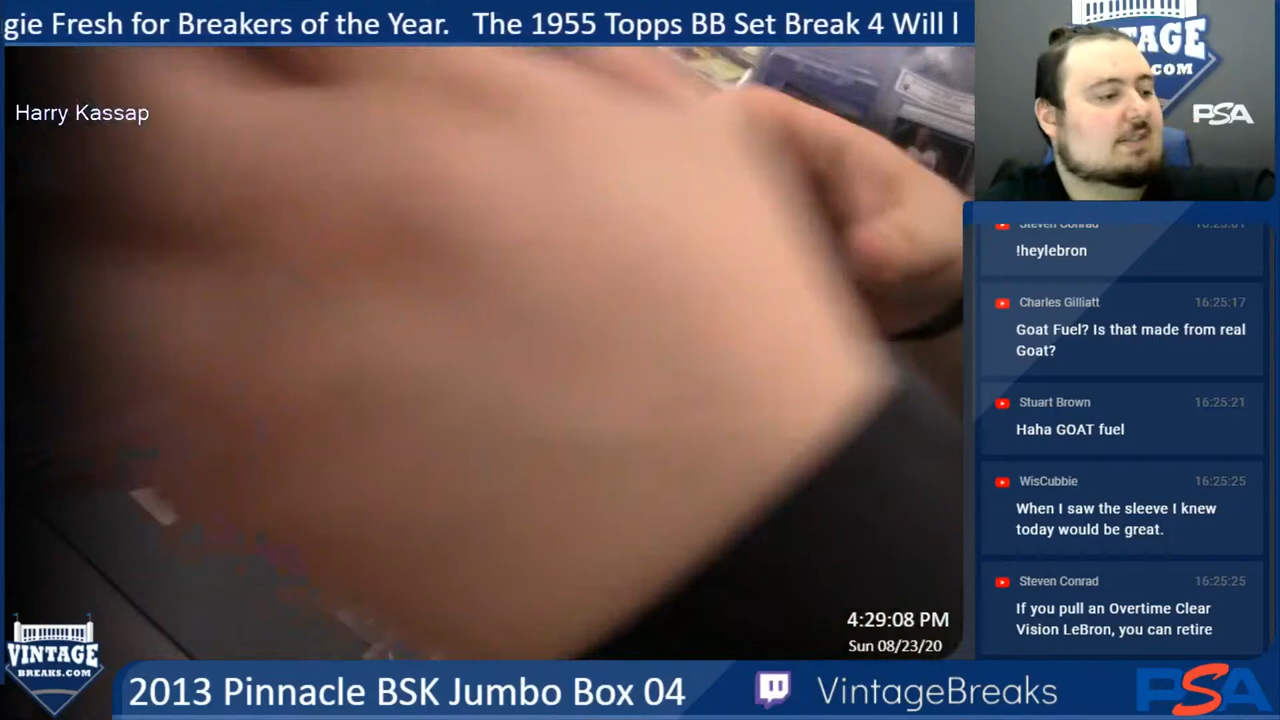 gie Fresh for Breakers of the Year. The 1955 Topps BB Set Break 4 Will
Harry Kassap
TAGE
.COM
PSA
Steven Conrad
!heylebron
Charles Gilliatt 16:25:17
Goat Fuel? Is that made from real
Goat?
Stuart Brown 16:25:21
Haha GOAT fuel
WisCubbie 16:25:25
When I saw the sleeve I knew
today would be great.
Steven Conrad 16:25:25
If you pull an Overtime Clear
Vision LeBron, you can retire
4:29:08 PM
Sun 08/23/20
VINTAGE
BREAKS.COM
2013 Pinnacle BSK Jumbo Box 04
VintageBreaks
PSA